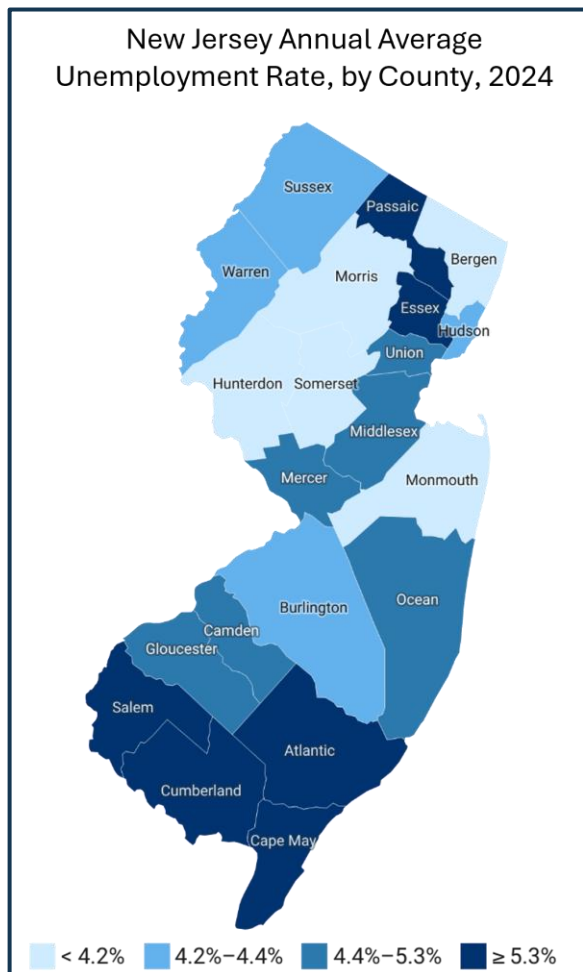 New Jersey Annual Average
Unemployment Rate, by County, 2024
Sussex
Passaic
Bergen
Warren
Morris
Essex
Hudson
Union
Hunterdon
Somerset
Middlesex
Mercer
Monmouth
Ocean
Burlington
Camden
Gloucester
Salem
Atlantic
Cumberland
Cape May
< 4.2% 4.2%–4.4% 4.4%–5.3% ≥ 5.3%